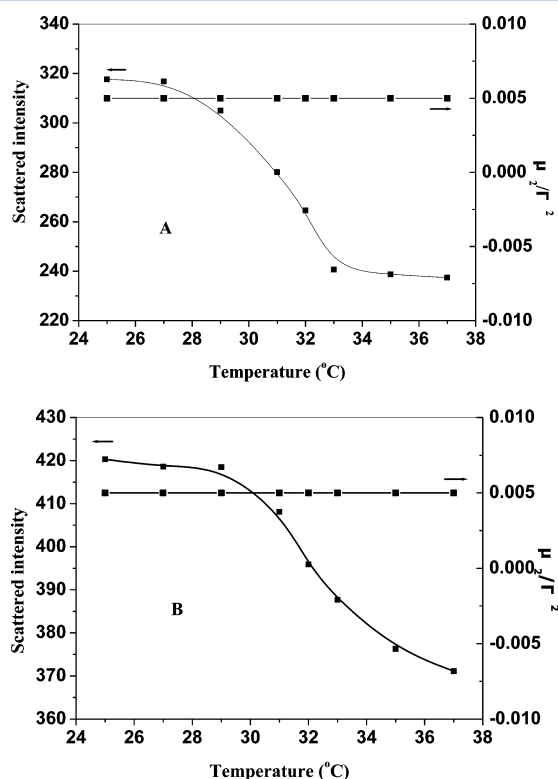 340
320
300
280
260
240
220
Scattered intensity
0.010
0.005
0.000
-0.005
-0.010
μ2/Γ2
A
24 26 28 30 32 34 36 38
Temperature (°C)
430
420
410
400
390
380
370
360
Scattered intensity
0.010
0.005
0.000
-0.005
-0.010
μ2/Γ2
B
24 26 28 30 32 34 36 38
Temperature (°C)